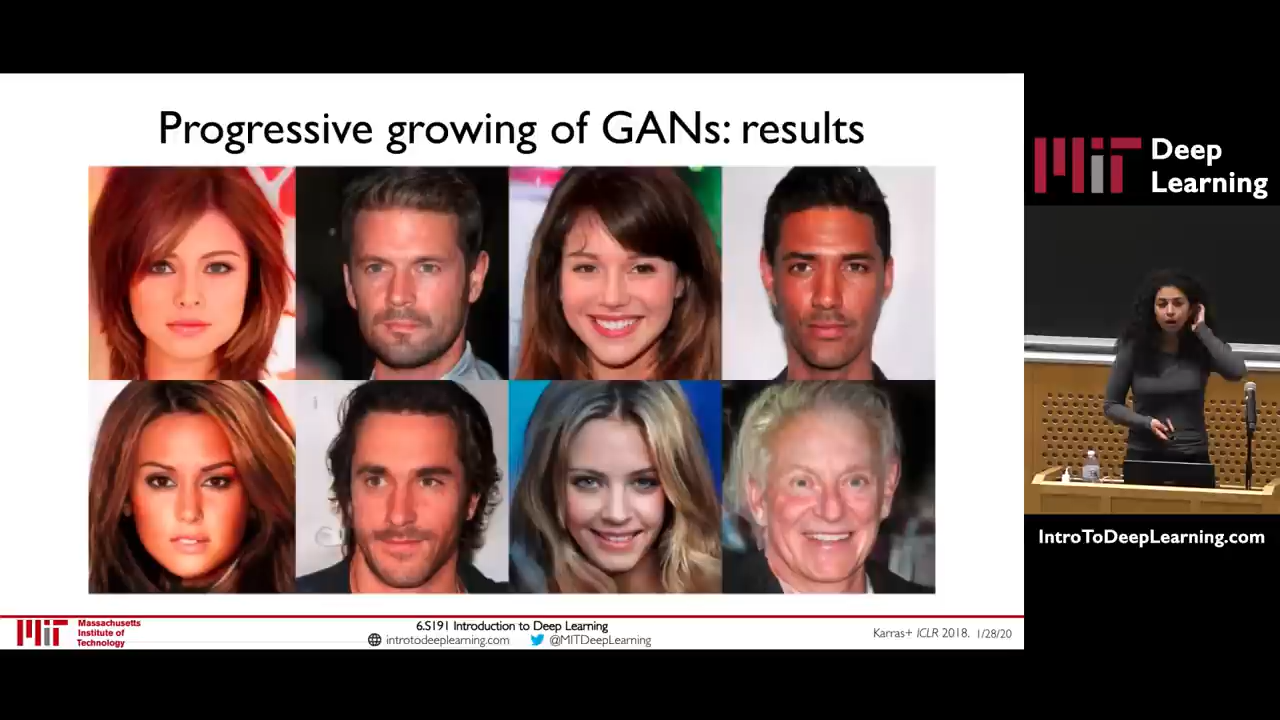 Progressive growing of GANs: results
MIT Deep
Learning
IntroToDeepLearning.com
MIT Massachusetts
Institute of
Technology
6.S191 Introduction to Deep Learning
introtodeeplearning.com @MITDeepLearning
Karras+ ICLR 2018. 1/28/20